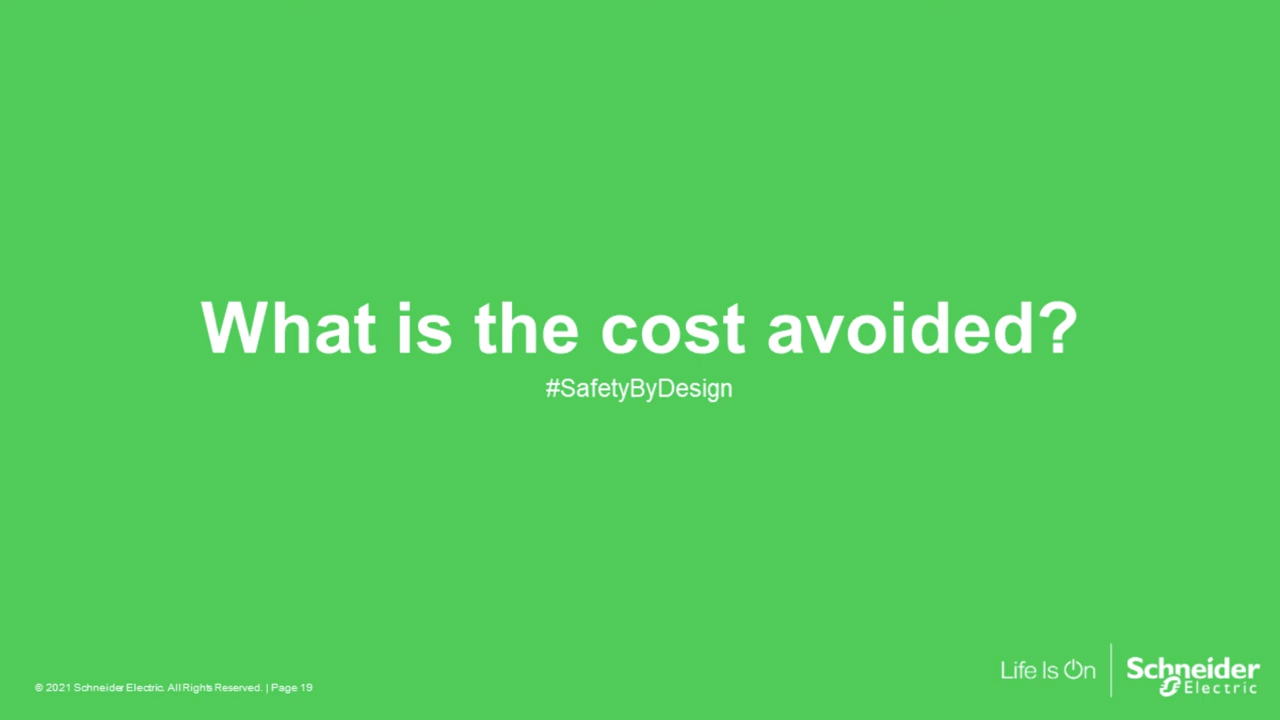 What is the cost avoided?
#SafetyByDesign
© 2021 Schneider Electric. All Rights Reserved. | Page 19
Life Is On
Schneider
Electric